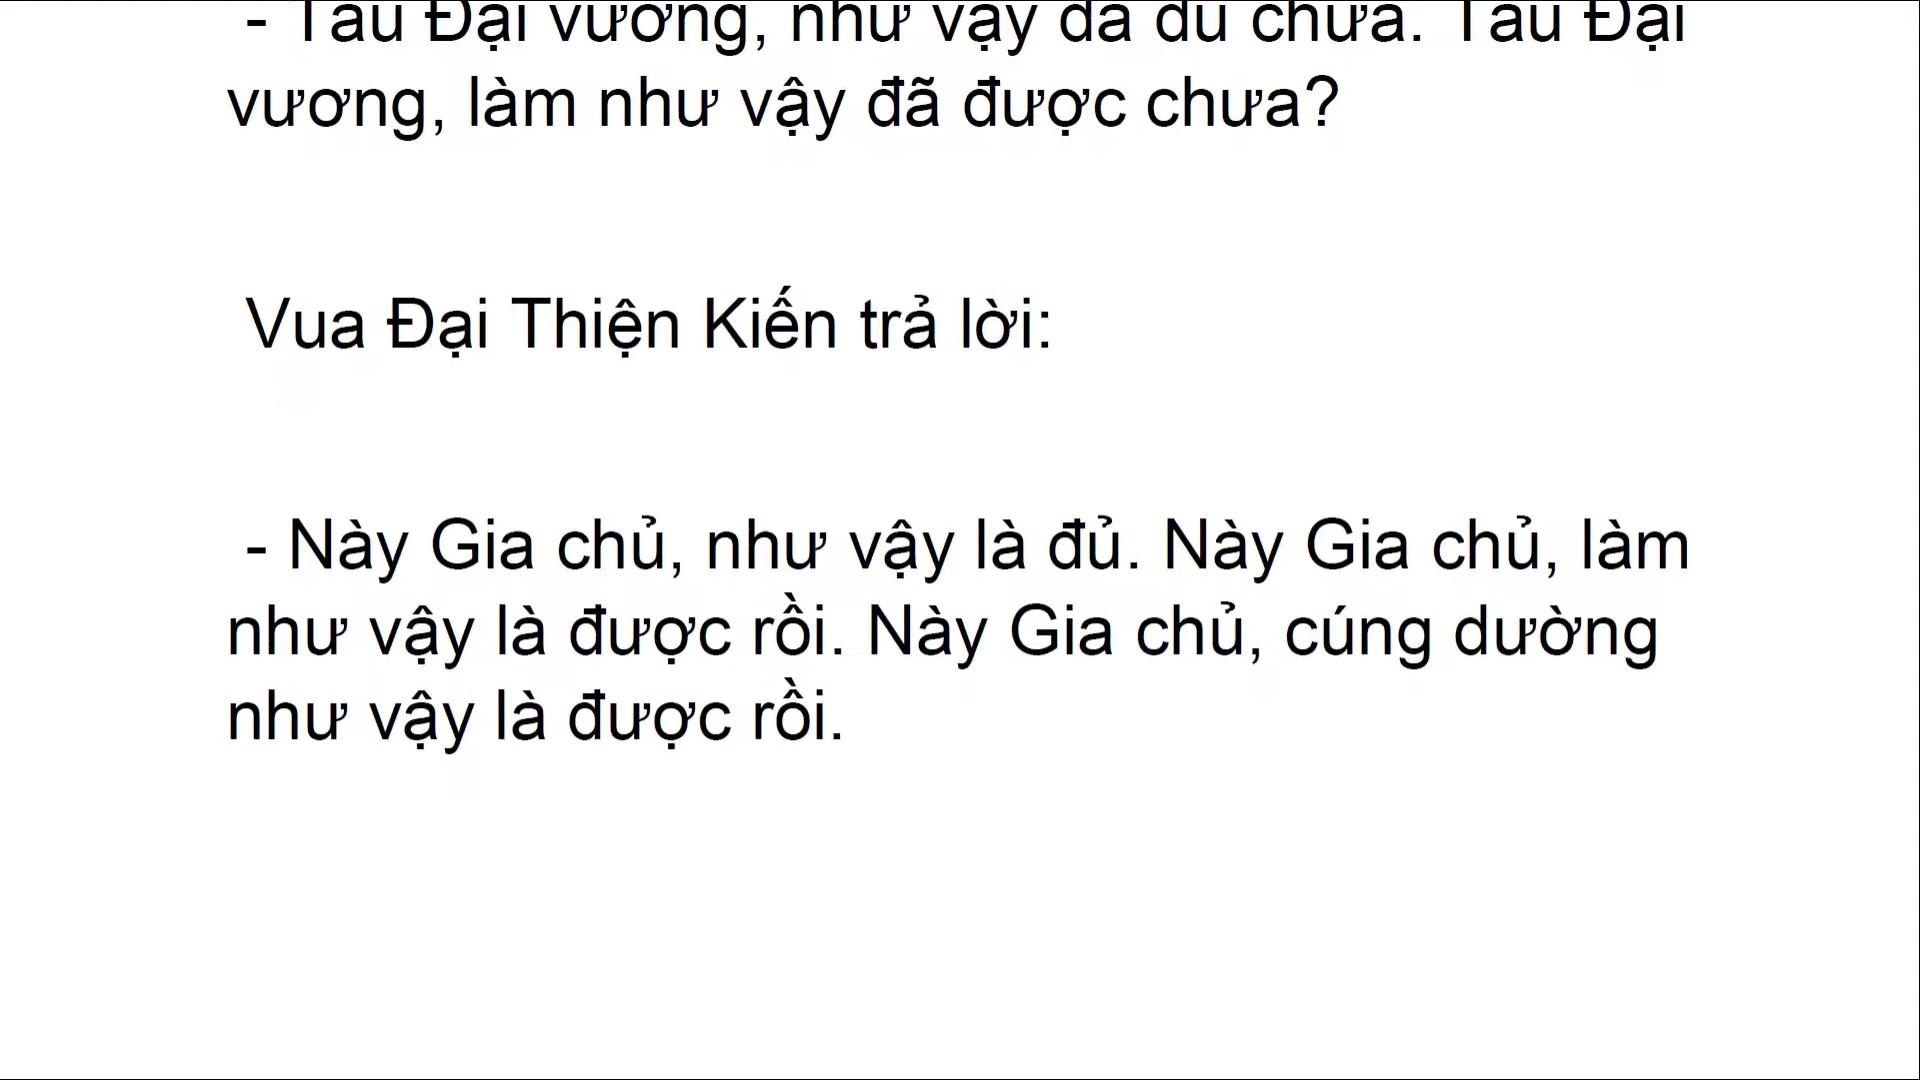 - Tâu Đại vương, như vậy đã đủ chưa. Tâu Đại
vương, làm như vậy đã được chưa?
Vua Đại Thiện Kiến trả lời:
- Này Gia chủ, như vậy là đủ. Này Gia chủ, làm
như vậy là được rồi. Này Gia chủ, cúng dường
như vậy là được rồi.